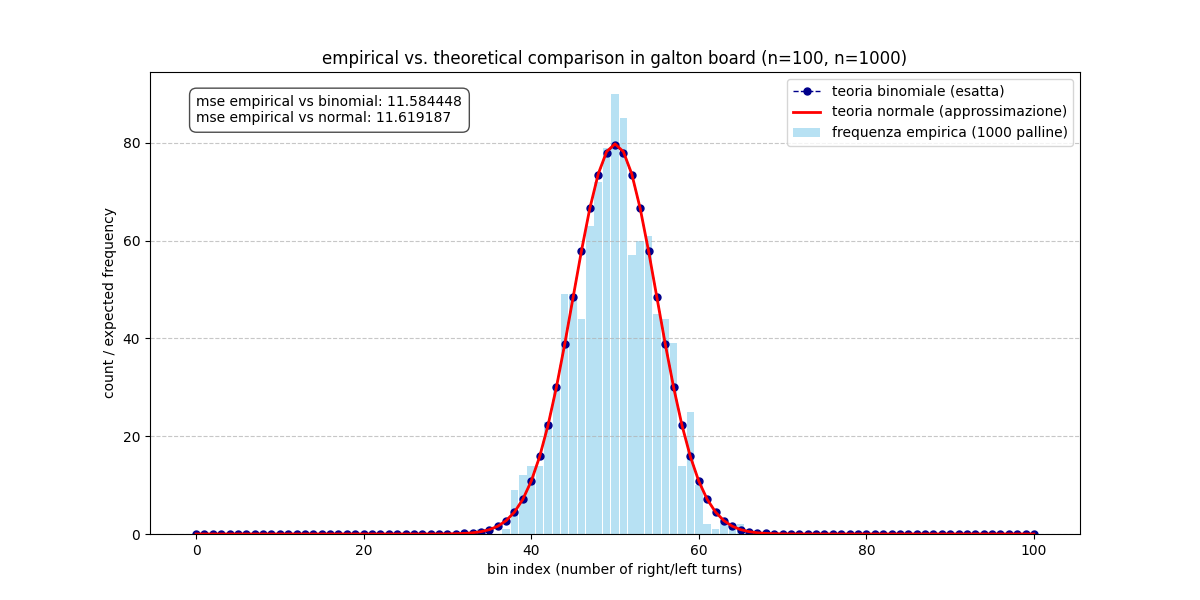 empirical vs. theoretical comparison in galton board (n=100, n=1000)
mse empirical vs binomial: 11.584448
mse empirical vs normal: 11.619187
teoria binomiale (esatta)
teoria normale (approssimazione)
frequenza empirica (1000 palline)
count / expected frequency
80
60
40
20
0
0 20 40 60 80 100
bin index (number of right/left turns)